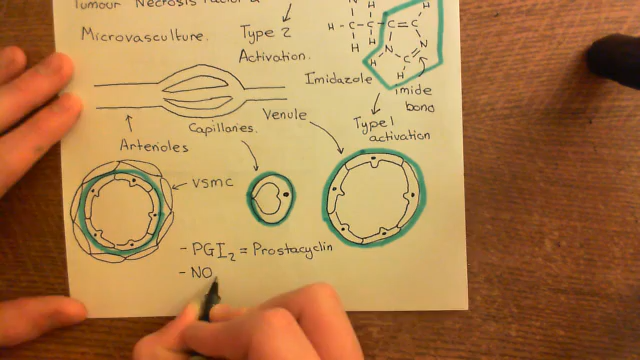 Tumour Necrosis Factor α
Microvasculature.
Type 2
Activation.
H
H
H - C - C - C = C
H
H
N
N
H
C
H
Imidazole
imide
bond
Type 1
activation
Capillaries.
Venule
Arterioles
VSMC
- PGI2 = Prostacyclin
- NO